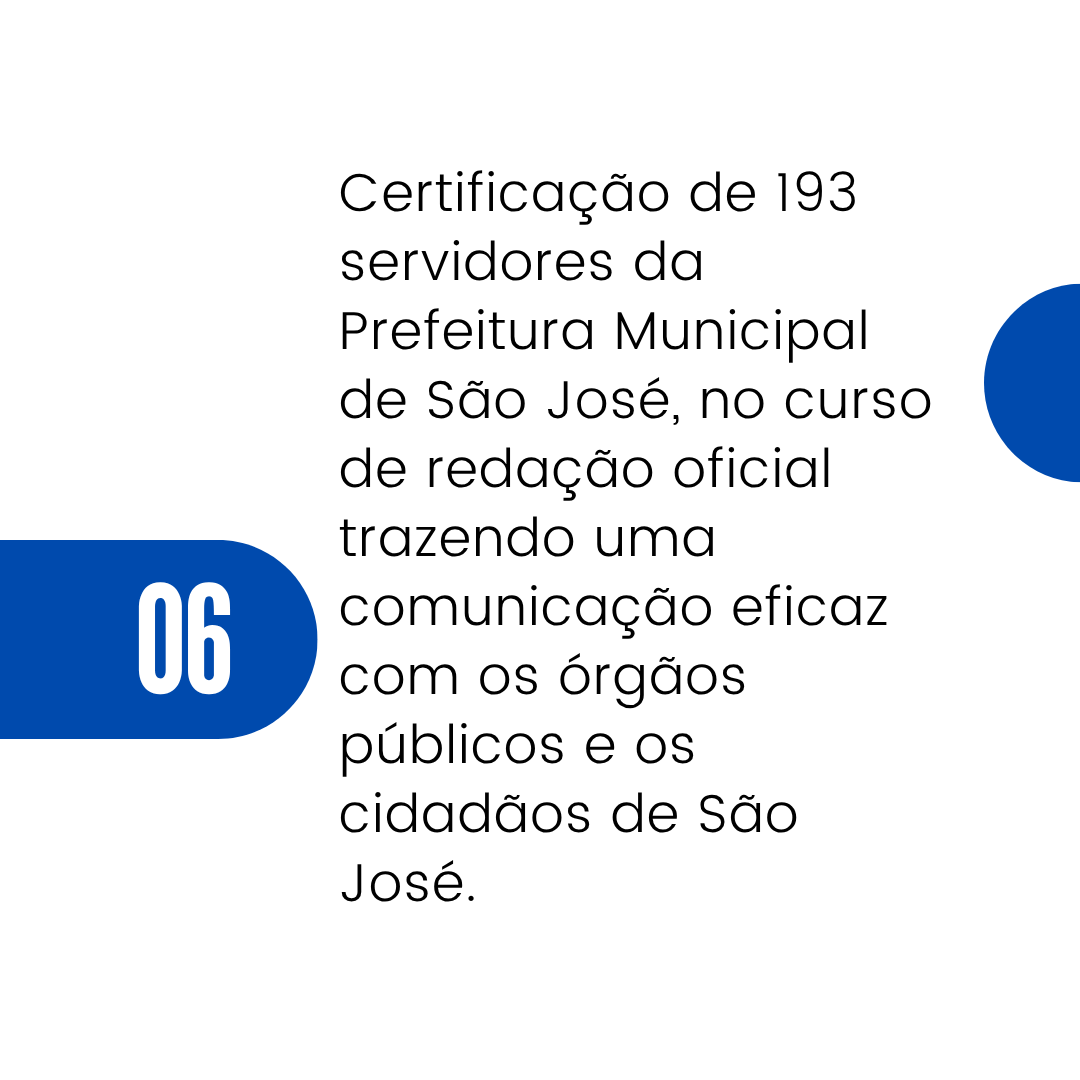 Certificação de 193
servidores da
Prefeitura Municipal
de São José, no curso
de redação oficial
trazendo uma
comunicação eficaz
com os órgãos
públicos e os
cidadãos de São
José.
06